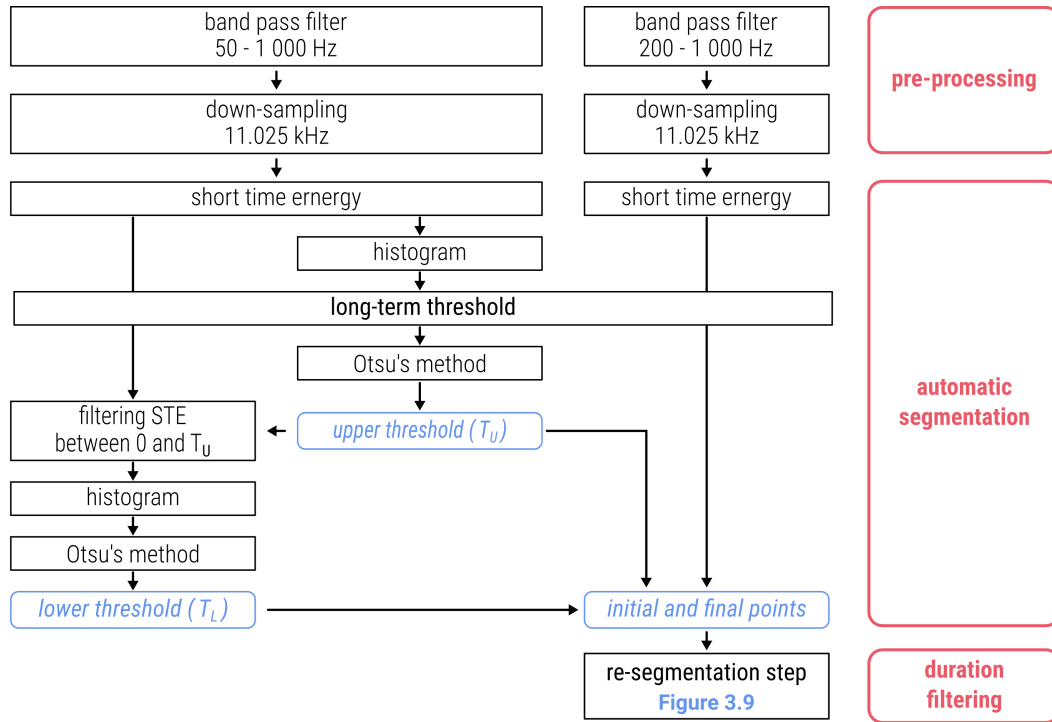 band pass filter
50 - 1 000 Hz
band pass filter
200 - 1 000 Hz
pre-processing
down-sampling
11.025 kHz
down-sampling
11.025 kHz
short time ernergy
short time ernergy
histogram
long-term threshold
Otsu's method
automatic
segmentation
filtering STE
between 0 and T_U
upper threshold (T_U)
histogram
Otsu's method
lower threshold (T_L)
initial and final points
re-segmentation step
Figure 3.9
duration
filtering